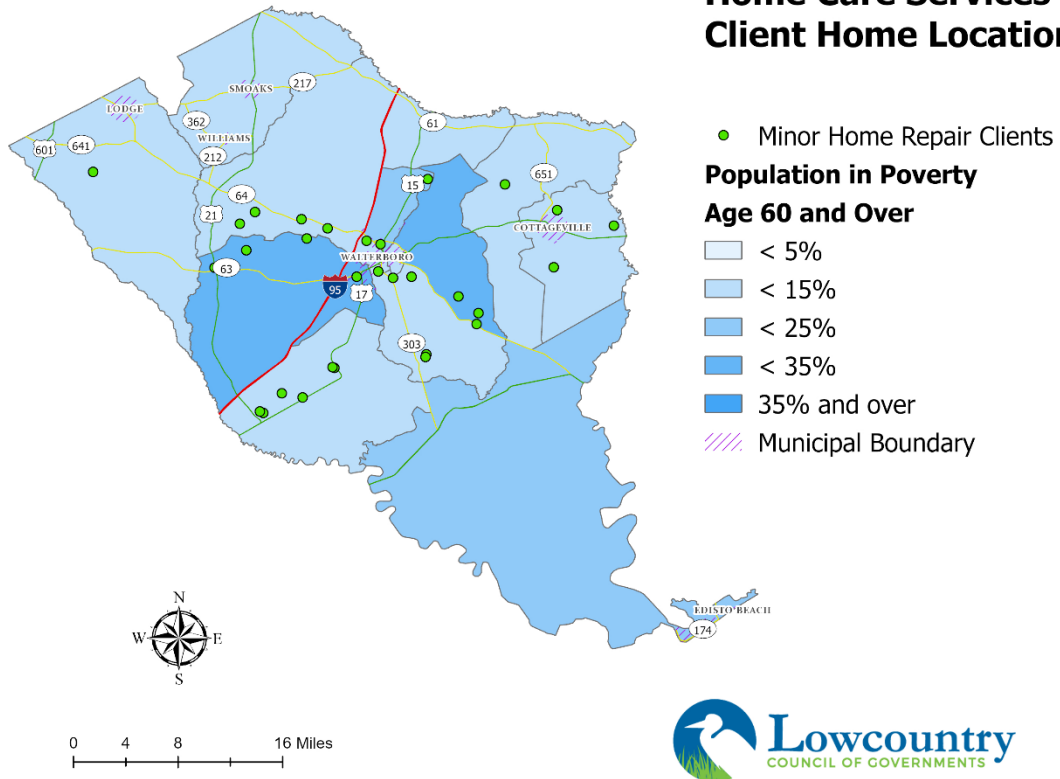 Home Care Services
Client Home Location
Minor Home Repair Clients
Population in Poverty
Age 60 and Over
< 5%
< 15%
< 25%
< 35%
35% and over
Municipal Boundary
SMOAKS
217
LODGE
362
61
WILLIAMS
601
641
212
651
15
64
21
COTTAGEVILLE
WALTERBORO
63
95
17
303
EDISTO BEACH
174
N
W
E
S
0 4 8 16 Miles
Lowcountry
COUNCIL OF GOVERNMENTS